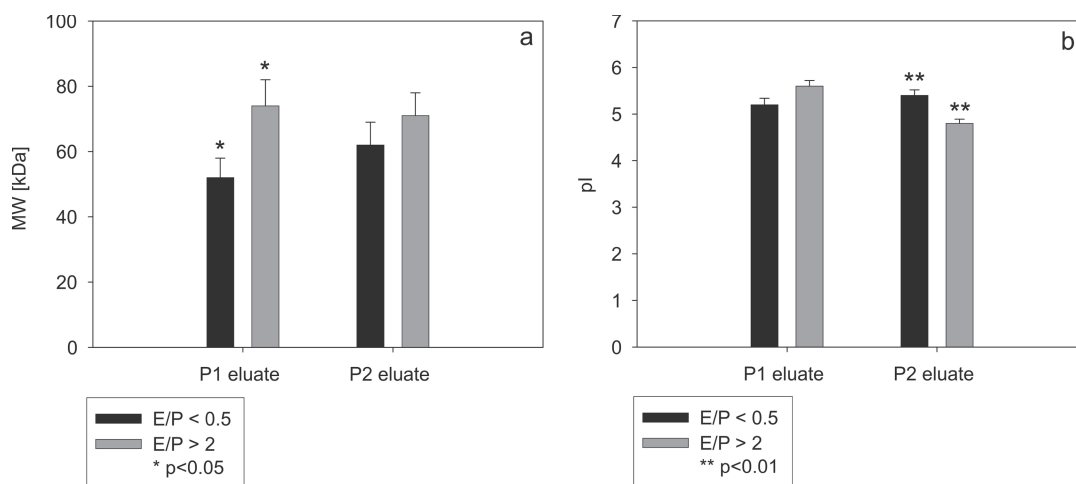 a
100
80
60
40
20
0
MW [kDa]
*
*
P1 eluate
P2 eluate
E/P < 0.5
E/P > 2
* p<0.05
b
7
6
5
4
3
2
1
0
pI
**
**
P1 eluate
P2 eluate
E/P < 0.5
E/P > 2
** p<0.01